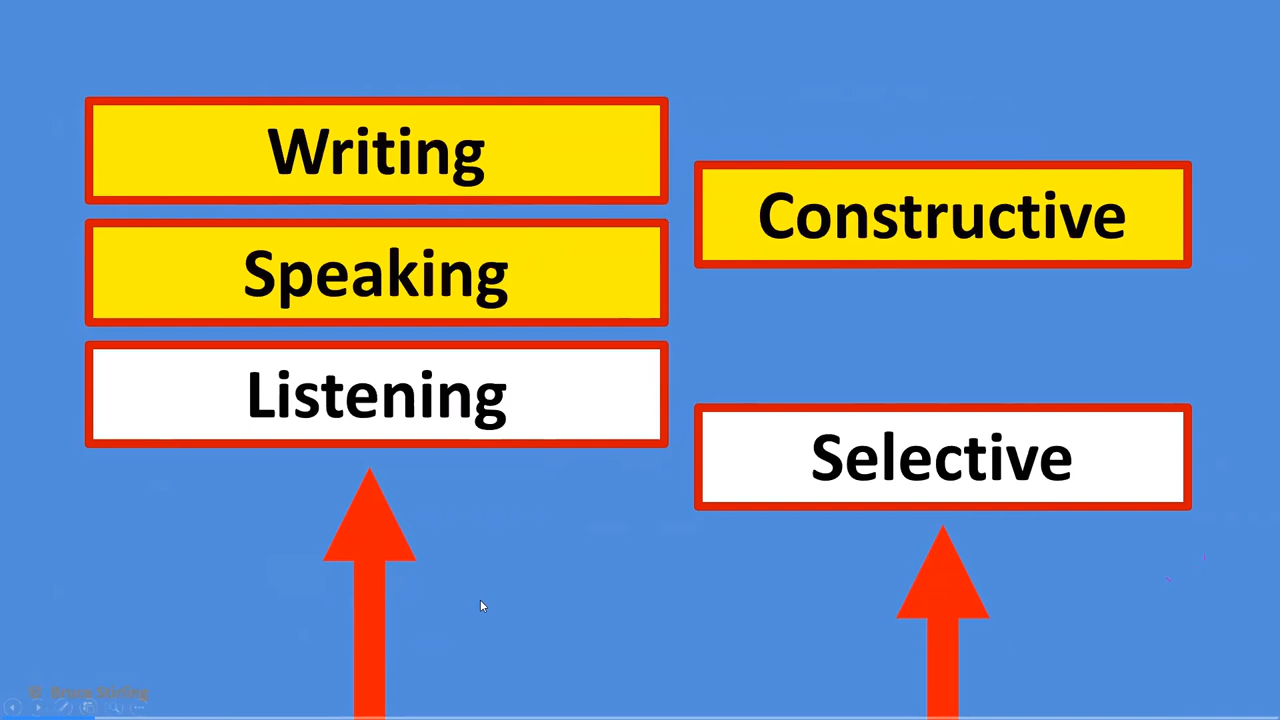 Writing
Speaking
Listening
Constructive
Selective